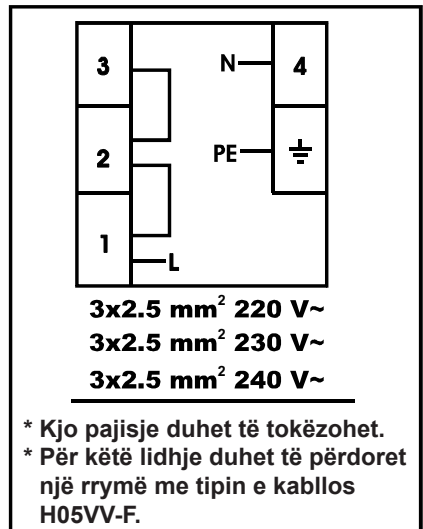 3 N 4
2 PE
1 L
3x2.5 mm² 220 V~
3x2.5 mm² 230 V~
3x2.5 mm² 240 V~
* Kjo pajisje duhet të tokëzohet.
* Për këtë lidhje duhet të përdoret
një rrymë me tipin e kabllos
H05VV-F.